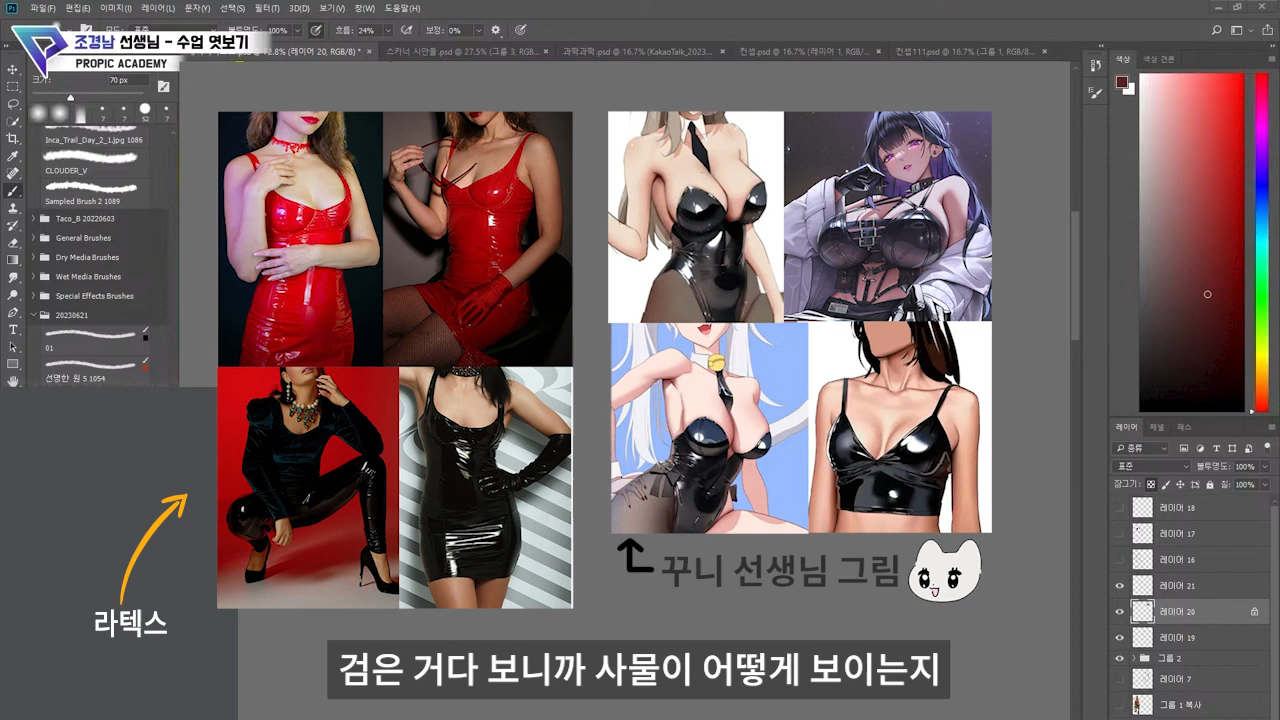 파일(F) 편집(E) 이미지(I) 레이어(L) 문자(Y) 선택(S) 필터(T) 3D(D) 보기(V) 창(W) 도움말(H)
100% 흐름: 24% 보정: 0%
조경남 선생님 - 수업 엿보기
PROPIC ACADEMY
(레이어 20, RGB/8) *
스카너 시안들.psd @ 27.5% (그룹 3, RGB/8...
과학과학.psd @ 16.7% (KakaoTalk_2023...
컨셉.psd @ 16.7% (레이어 1, RGB/...
컨셉111.psd @ 16.7% (그룹 1, RGB/8...
크기:
70 px
Inca_Trail_Day_2_1.jpg 1086
CLOUDER_V
Sampled Brush 2 1089
Taco_B 20220603
General Brushes
Dry Media Brushes
Wet Media Brushes
Special Effects Brushes
20230621
01
선명한 원 5 1054
라텍스
꾸니 선생님 그림
검은 거다 보니까 사물이 어떻게 보이는지
색상 색상 견본
레이어 채널 패스
종류
표준 불투명도: 100%
잠그기: 칠: 100%
레이어 18
레이어 17
레이어 16
레이어 21
레이어 20
레이어 19
그룹 2
레이어 7
그룹 1 복사